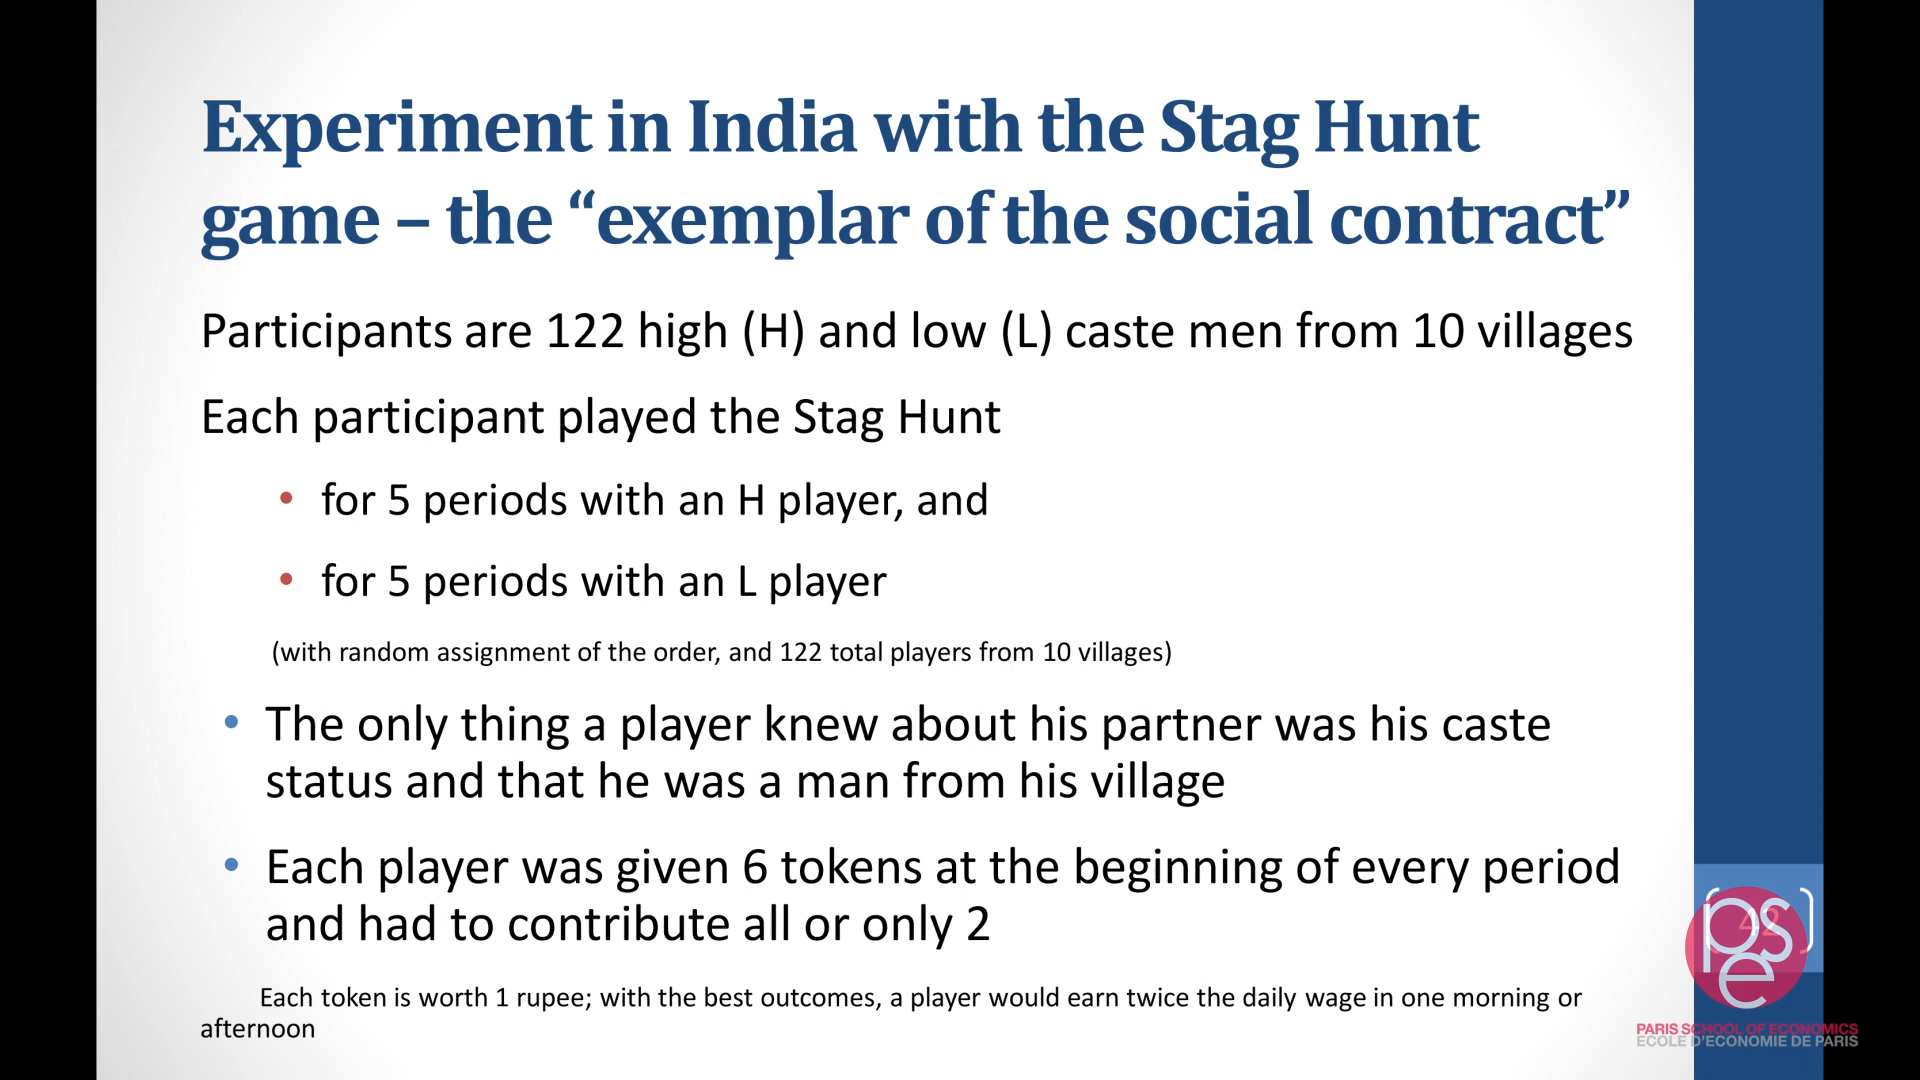 Experiment in India with the Stag Hunt
game – the “exemplar of the social contract”
Participants are 122 high (H) and low (L) caste men from 10 villages
Each participant played the Stag Hunt
• for 5 periods with an H player, and
• for 5 periods with an L player
(with random assignment of the order, and 122 total players from 10 villages)
• The only thing a player knew about his partner was his caste
status and that he was a man from his village
• Each player was given 6 tokens at the beginning of every period
and had to contribute all or only 2
Each token is worth 1 rupee; with the best outcomes, a player would earn twice the daily wage in one morning or
afternoon
42
pse
PARIS SCHOOL OF ECONOMICS
ECOLE D'ECONOMIE DE PARIS